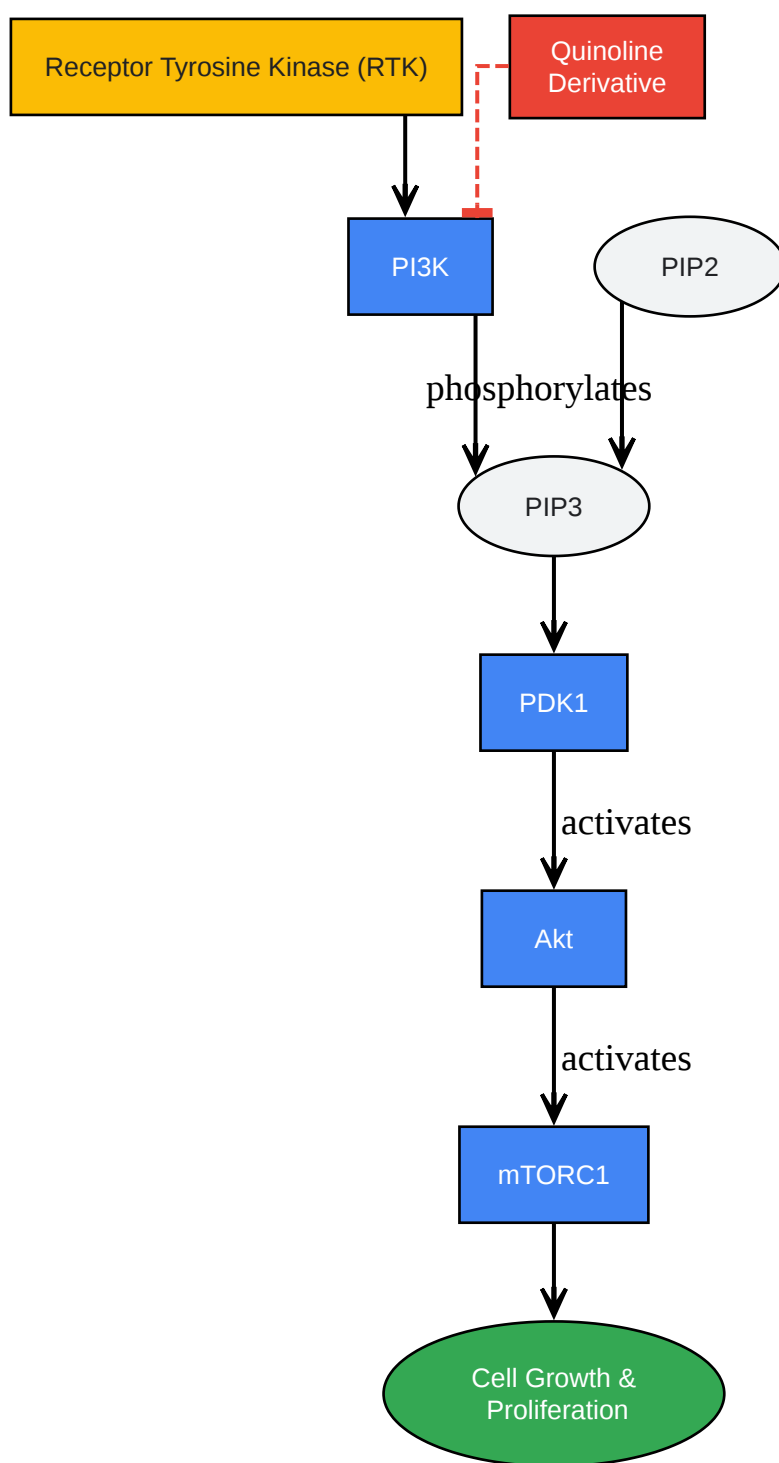 Receptor Tyrosine Kinase (RTK)
Quinoline
Derivative
PI3K
PIP2
phosphorylates
PIP3
PDK1
activates
Akt
activates
mTORC1
Cell Growth &
Proliferation